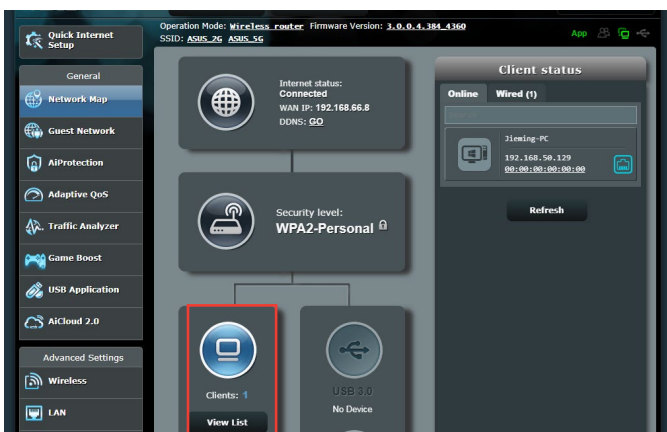 Operation Mode: Wireless router Firmware Version: 3.0.0.4.384_4360
SSID: ASUS_2G ASUS_5G
App
Quick Internet
Setup
General
Network Map
Guest Network
AiProtection
Adaptive QoS
Traffic Analyzer
Game Boost
USB Application
AiCloud 2.0
Advanced Settings
Wireless
LAN
Internet status:
Connected
WAN IP: 192.168.66.8
DDNS: GO
Security level:
WPA2-Personal
Clients: 1
View List
USB 3.0
No Device
Client status
Online Wired (1)
Jieming-PC
192.168.50.129
00:00:00:00:00:00
Refresh